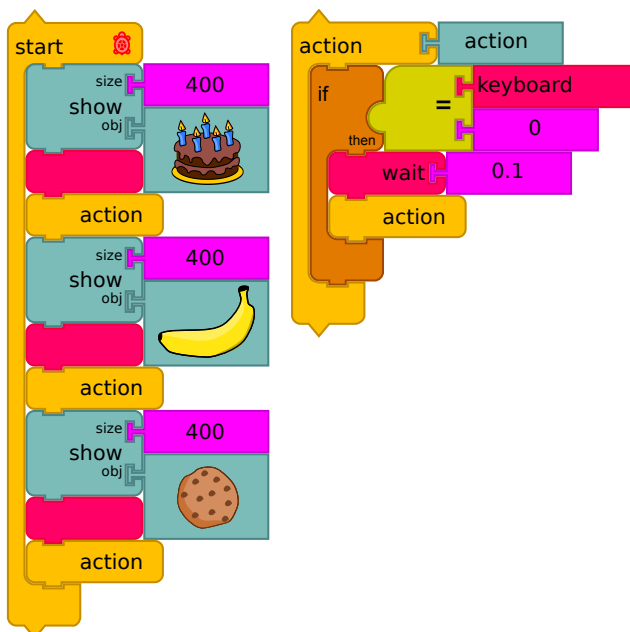 start
size 400
show
obj
action
size 400
show
obj
action
size 400
show
obj
action
action action
if
keyboard
=
0
then
wait 0.1
action